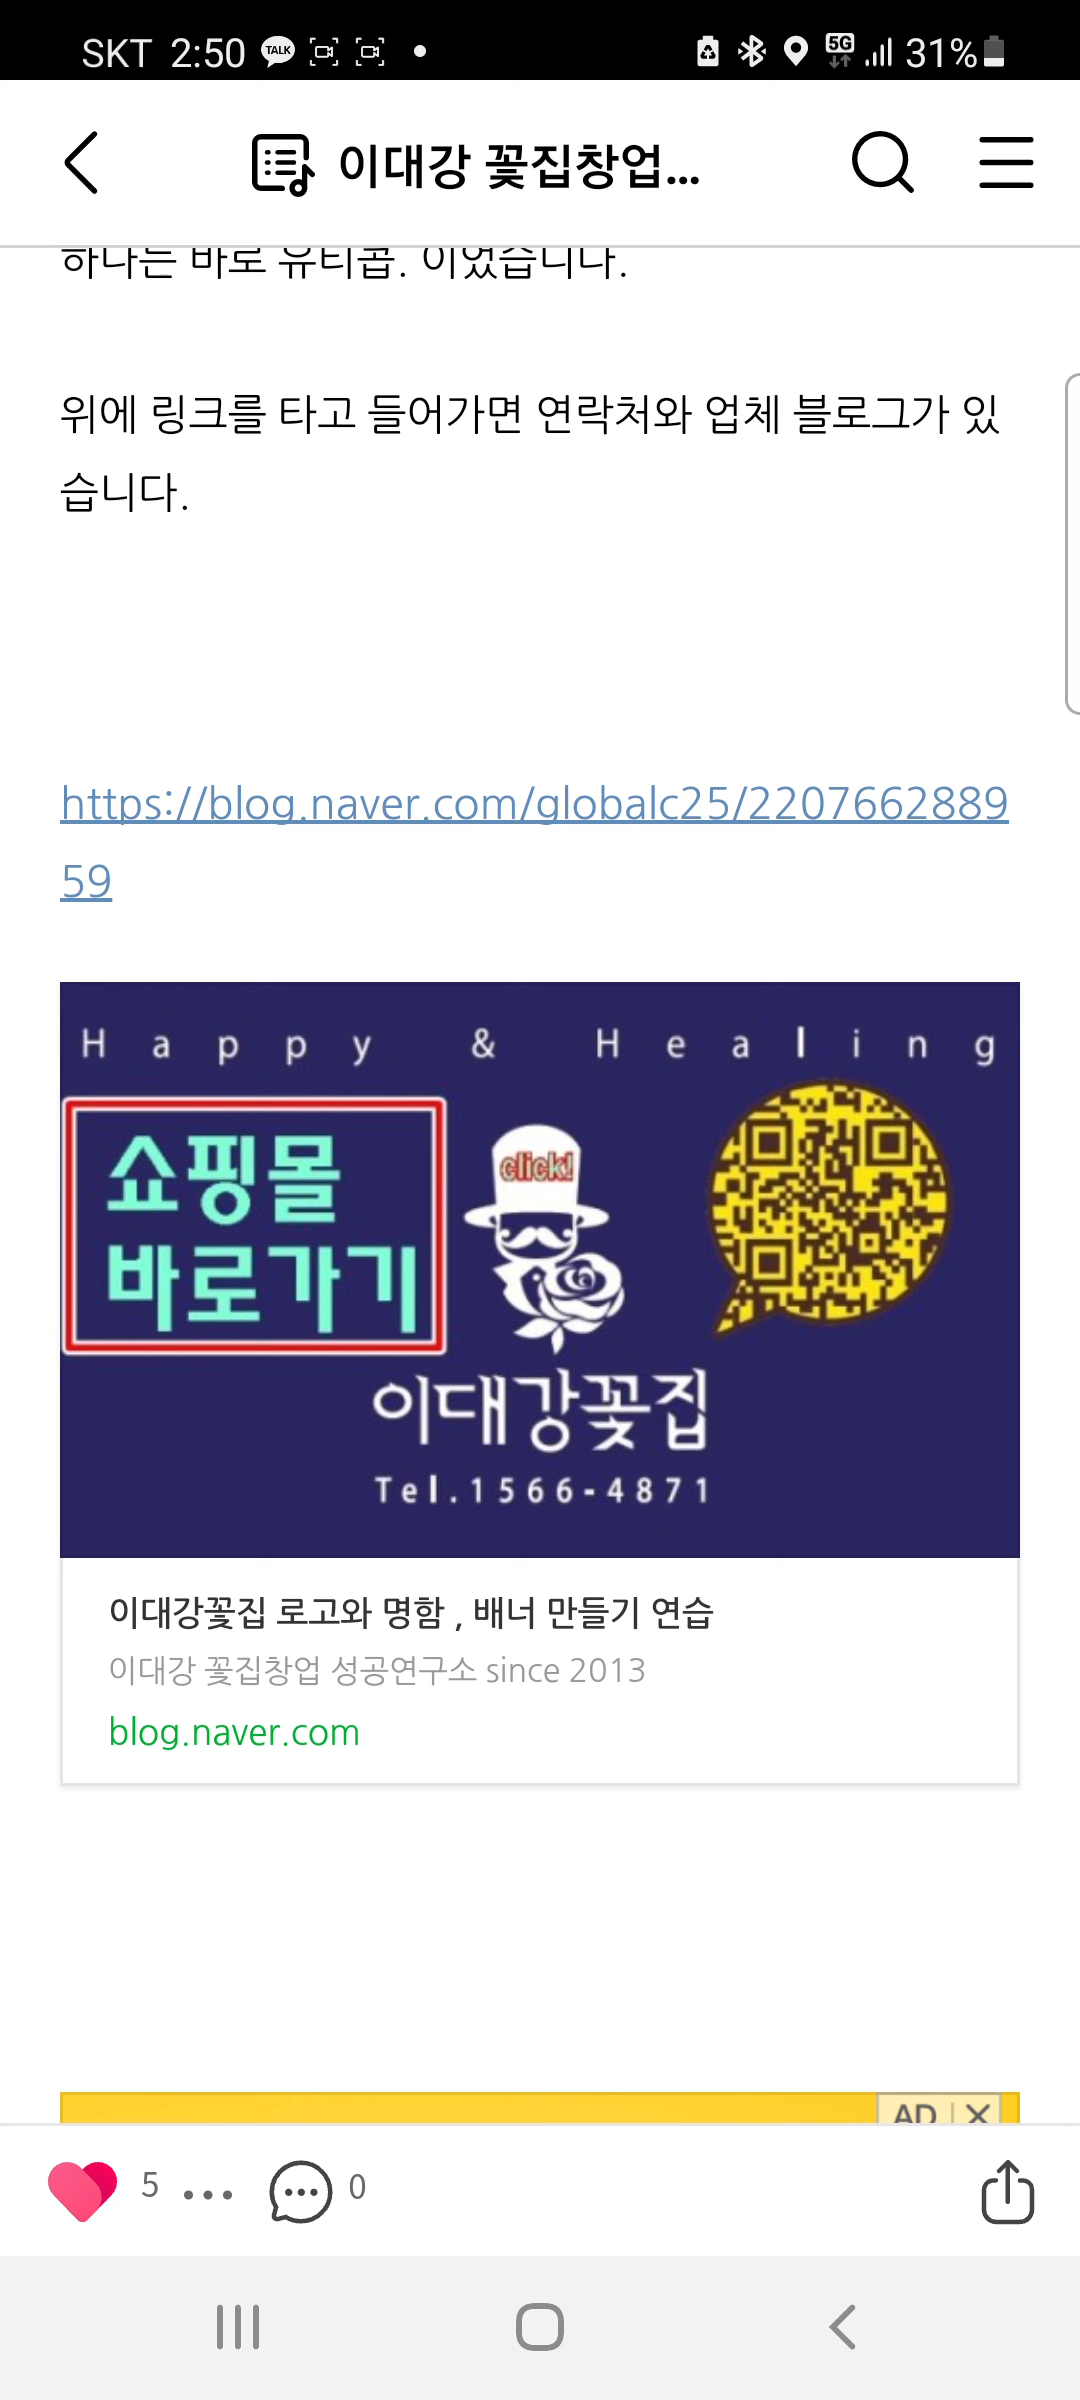 SKT 2:50 TALK 5G 31%
이대강 꽃집창업...
하나는 바로 유티콥. 이었습니다.
위에 링크를 타고 들어가면 연락처와 업체 블로그가 있
습니다.
https://blog.naver.com/globalc25/2207662889
59
Happy & Healing
쇼핑몰
바로가기
click!
이대강꽃집
Tel.1566-4871
이대강꽃집 로고와 명함 , 배너 만들기 연습
이대강 꽃집창업 성공연구소 since 2013
blog.naver.com
AD
5 ... 0